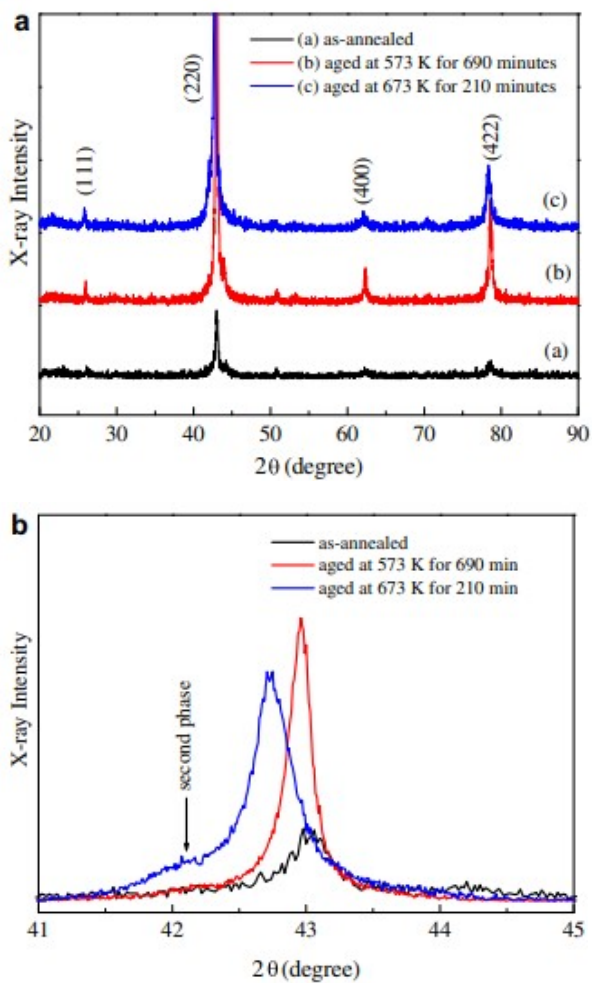 a
(a) as-annealed
(b) aged at 573 K for 690 minutes
(c) aged at 673 K for 210 minutes
(220)
(111)
(400)
(422)
(c)
(b)
(a)
X-ray Intensity
20 30 40 50 60 70 80 90
2θ (degree)
b
as-annealed
aged at 573 K for 690 min
aged at 673 K for 210 min
second phase
X-ray Intensity
41 42 43 44 45
2θ (degree)